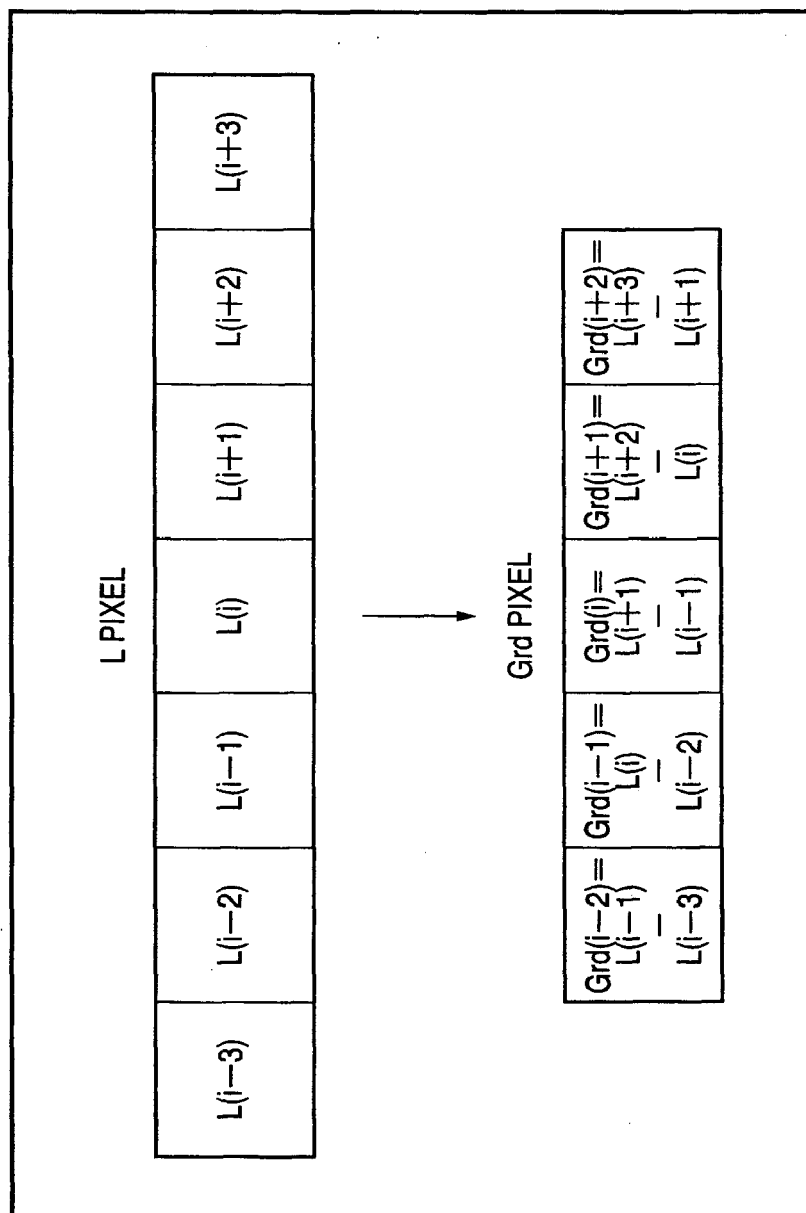 L PIXEL
L(i−3)
L(i−2)
L(i−1)
L(i)
L(i+1)
L(i+2)
L(i+3)
Grd PIXEL
Grd(i−2)=
L(i−1)
−
L(i−3)
Grd(i−1)=
L(i)
−
L(i−2)
Grd(i)=
L(i+1)
−
L(i−1)
Grd(i+1)=
L(i+2)
−
L(i)
Grd(i+2)=
L(i+3)
−
L(i+1)